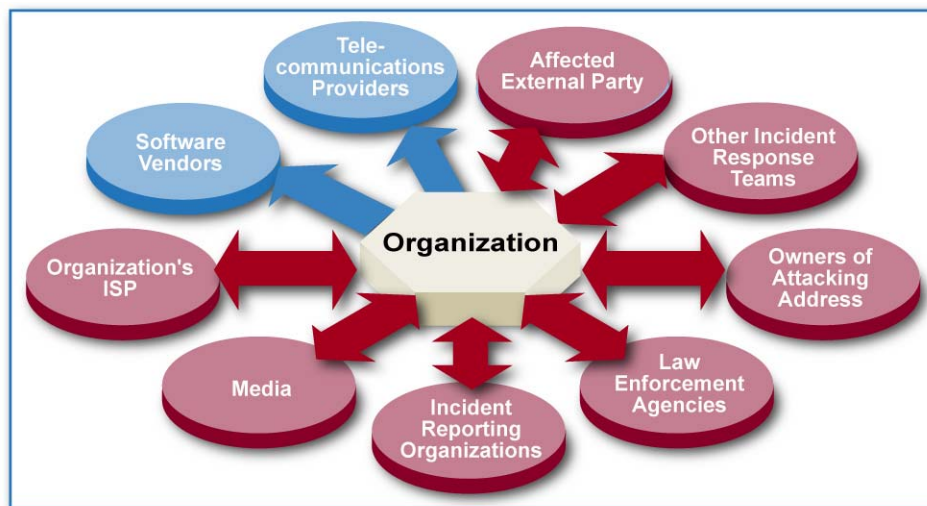 Tele-
communications
Providers
Affected
External Party
Software
Vendors
Other Incident
Response
Teams
Organization
Organization's
ISP
Owners of
Attacking
Address
Media
Incident
Reporting
Organizations
Law
Enforcement
Agencies